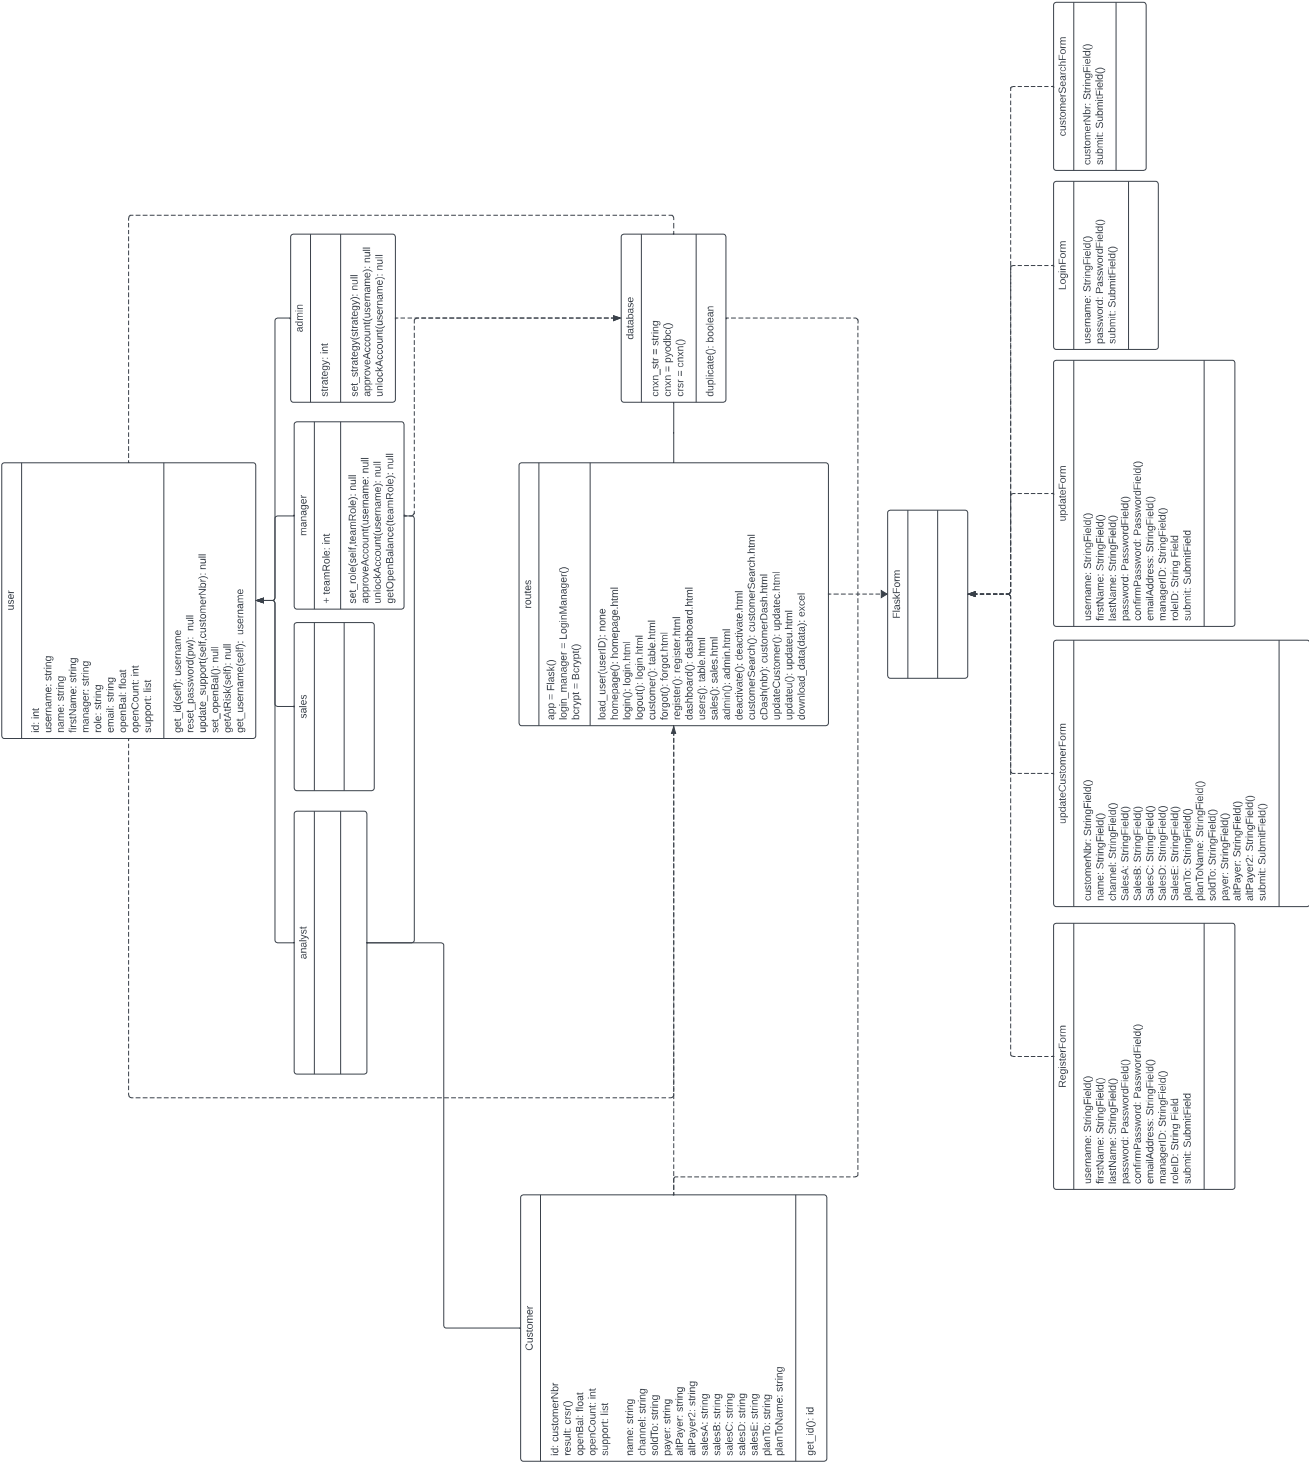 user
id: int
username: string
name: string
firstName: string
manager: string
role: string
email: string
openBal: float
openCount: int
support: list
get_id(self): username
reset_password(pw): null
update_support(self,customerNbr): null
set_openBal(): null
getAtRisk(self): null
get_username(self): username
analyst
sales
manager
+ teamRole: int
set_role(self,teamRole): null
approveAccount(username: null
unlockAccount(username): null
getOpenBalance(teamRole): null
admin
strategy: int
set_strategy(strategy): null
approveAccount(username): null
unlockAccount(username): null
Customer
id: customerNbr
result: crsr()
openBal: float
openCount: int
support: list
name: string
channel: string
soldTo: string
payer: string
altPayer: string
altPayer2: string
salesA: string
salesB: string
salesC: string
salesD: string
salesE: string
planTo: string
planToName: string
get_id(): id
routes
app = Flask()
login_manager = LoginManager()
bcrypt = Bcrypt()
load_user(userID): none
homepage(): homepage.html
login(): login.html
logout(): login.html
customer(): table.html
forgot(): forgot.html
register(): register.html
dashboard(): dashboard.html
users(): table.html
sales(): sales.html
admin(): admin.html
deactivate(): deactivate.html
customerSearch(): customerSearch.html
cDash(nbr): customerDash.html
updateCustomer(): updatec.html
updateu(): updateu.html
download_data(data): excel
database
cnxn_str = string
cnxn = pyodbc()
crsr = cnxn()
duplicate(): boolean
FlaskForm
RegisterForm
username: StringField()
firstName: StringField()
lastName: StringField()
password: PasswordField()
confirmPassword: PasswordField()
emailAddress: StringField()
managerID: StringField()
roleID: String Field
submit: SubmitField
updateCustomerForm
customerNbr: StringField()
name: StringField()
channel: StringField()
SalesA: StringField()
SalesB: StringField()
SalesC: StringField()
SalesD: StringField()
SalesE: StringField()
planTo: StringField()
planToName: StringField()
soldTo: StringField()
payer: StringField()
altPayer: StringField()
altPayer2: StringField()
submit: SubmitField()
updateForm
username: StringField()
firstName: StringField()
lastName: StringField()
password: PasswordField()
confirmPassword: PasswordField()
emailAddress: StringField()
managerID: StringField()
roleID: String Field
submit: SubmitField
LoginForm
username: StringField()
password: PasswordField()
submit: SubmitField()
customerSearchForm
customerNbr: StringField()
submit: SubmitField()